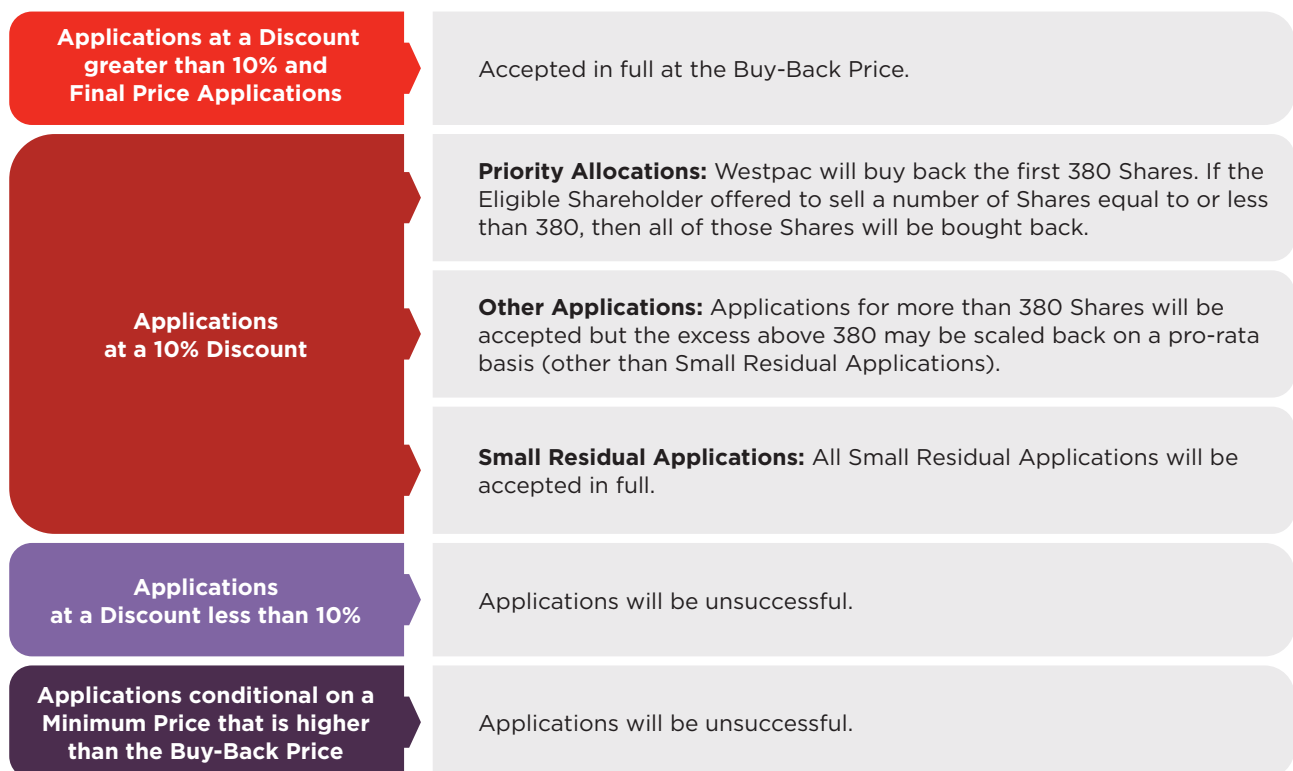 Applications at a Discount
greater than 10% and
Final Price Applications
Accepted in full at the Buy-Back Price.
Applications
at a 10% Discount
Priority Allocations: Westpac will buy back the first 380 Shares. If the
Eligible Shareholder offered to sell a number of Shares equal to or less
than 380, then all of those Shares will be bought back.
Other Applications: Applications for more than 380 Shares will be
accepted but the excess above 380 may be scaled back on a pro-rata
basis (other than Small Residual Applications).
Small Residual Applications: All Small Residual Applications will be
accepted in full.
Applications
at a Discount less than 10%
Applications will be unsuccessful.
Applications conditional on a
Minimum Price that is higher
than the Buy-Back Price
Applications will be unsuccessful.